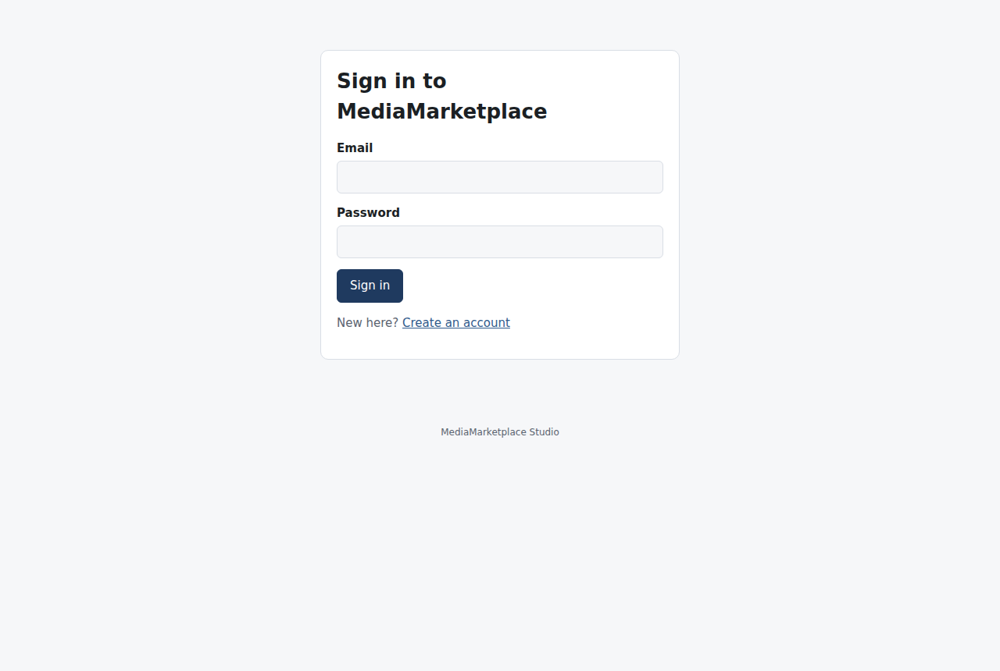 Sign in to
MediaMarketplace
Email
Password
Sign in
New here? Create an account
MediaMarketplace Studio